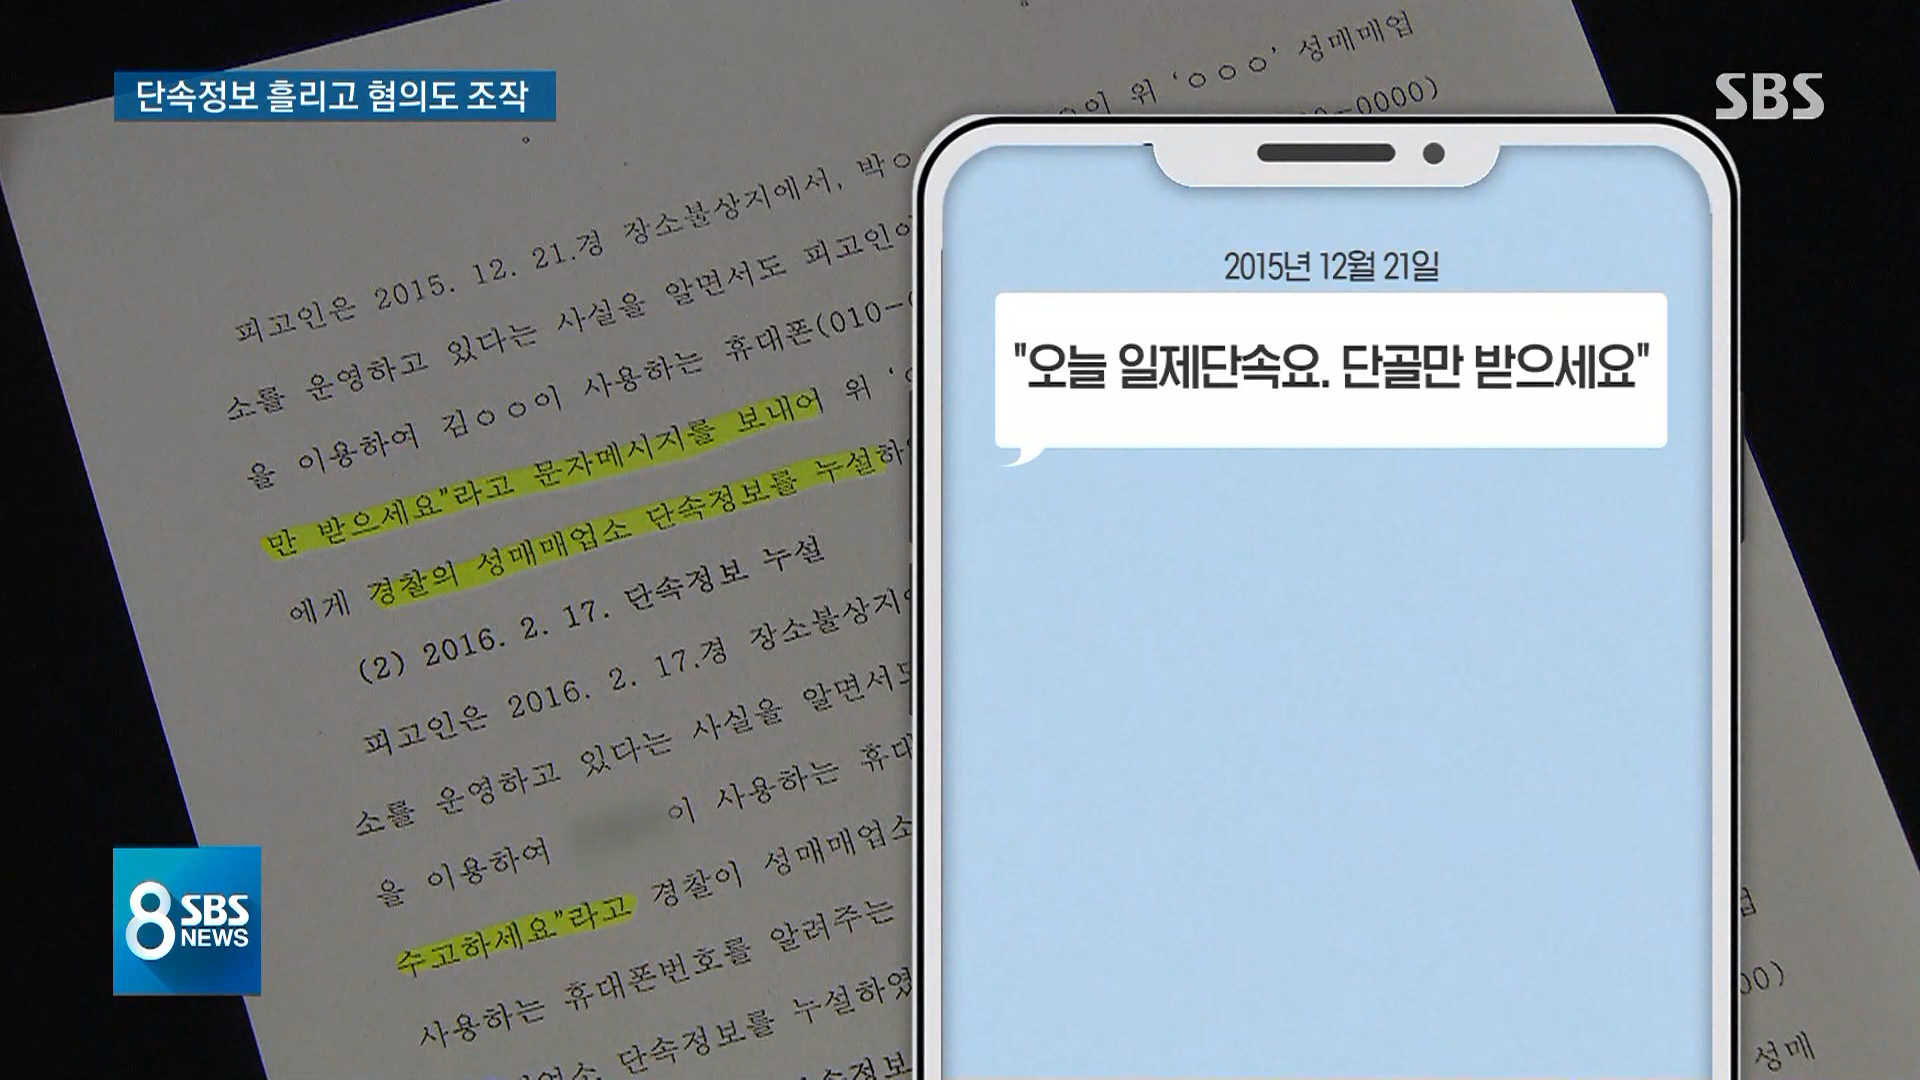 단속정보 흘리고 혐의도 조작
SBS
이 위 'ㅇㅇㅇ' 성매매업
-0000)
피고인은 2015. 12. 21.경 장소불상지에서, 박ㅇ
소를 운영하고 있다는 사실을 알면서도 피고인이
을 이용하여 김ㅇㅇ이 사용하는 휴대폰(010-
만 받으세요"라고 문자메시지를 보내어 위 '
에게 경찰의 성매매업소 단속정보를 누설하
(2) 2016. 2. 17. 단속정보 누설
피고인은 2016. 2. 17.경 장소불상지
소를 운영하고 있다는 사실을 알면서도
을 이용하여 이 사용하는 휴대
수고하세요"라고 경찰이 성매매업소
사용하는 휴대폰번호를 알려주는
단속정보를 누설하였
단속정보
성매
2015년 12월 21일
"오늘 일제단속요. 단골만 받으세요"
8 SBS NEWS